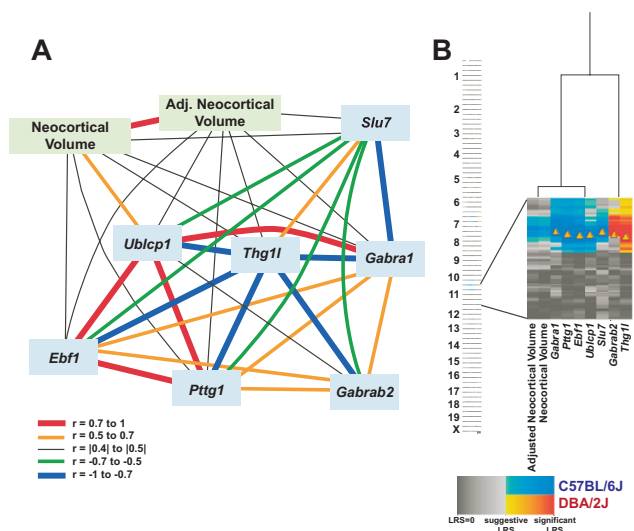 A
B
Adj. Neocortical
Volume
Neocortical
Volume
Slu7
Ublcp1
Thg1l
Gabra1
Ebf1
Pttg1
Gabrab2
r = 0.7 to 1
r = 0.5 to 0.7
r = |0.4| to |0.5|
r = -0.7 to -0.5
r = -1 to -0.7
1
2
3
4
5
6
7
8
9
10
11
12
13
14
15
16
17
18
19
X
Adjusted Neocortical Volume
Neocortical Volume
Gabra1
Pttg1
Ebf1
Ublcp1
Slu7
Gabrab2
Thg1l
C57BL/6J
DBA/2J
LRS=0
suggestive
LRS
significant
LRS